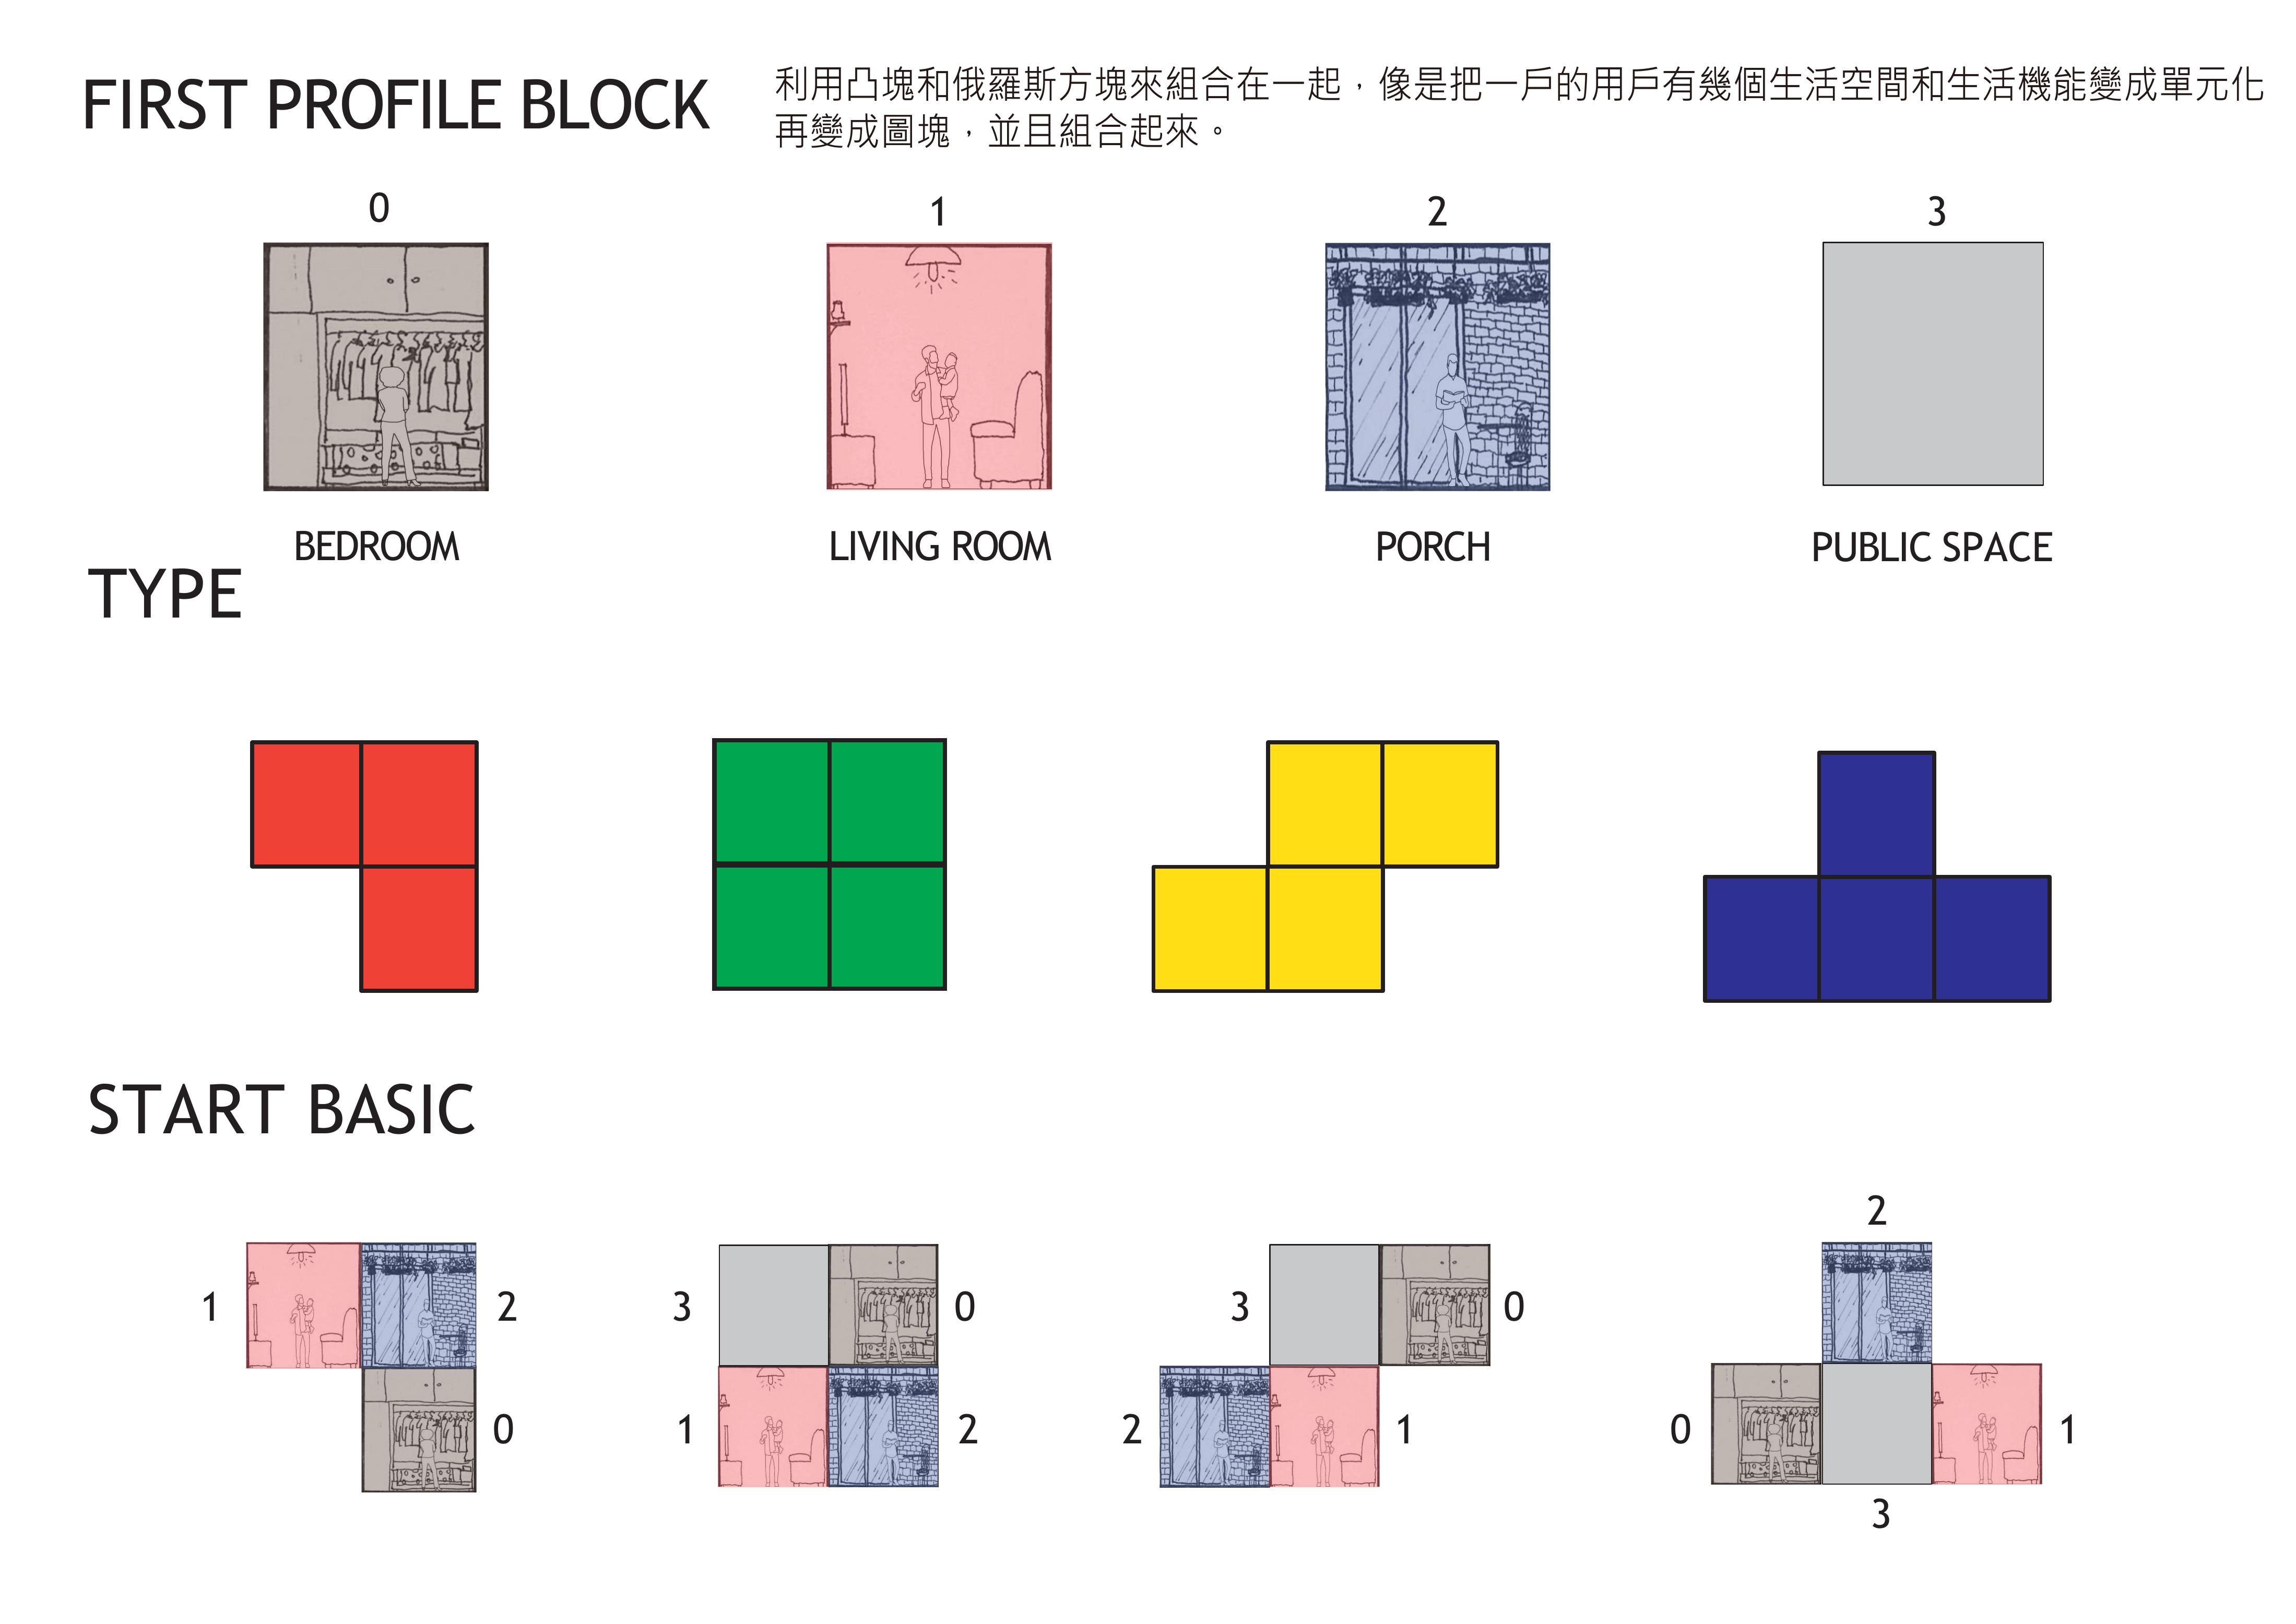 FIRST PROFILE BLOCK
利用凸塊和俄羅斯方塊來組合在一起，像是把一戶的用戶有幾個生活空間和生活機能變成單元化
再變成圖塊，並且組合起來。
0
1
2
3
BEDROOM
LIVING ROOM
PORCH
PUBLIC SPACE
TYPE
START BASIC
1
2
0
3
0
1
2
3
0
2
1
2
0
1
3